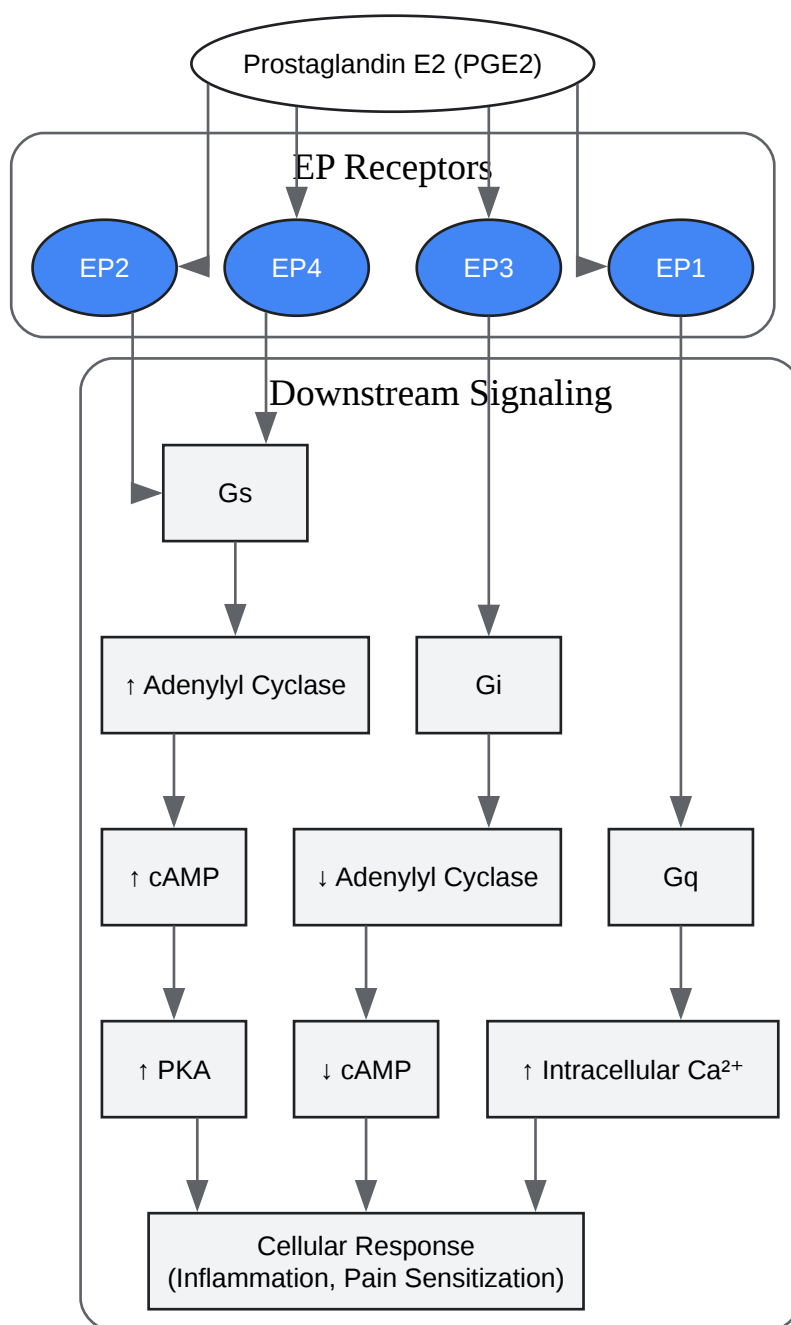 Prostaglandin E2 (PGE2)
EP Receptors
EP2
EP4
EP3
EP1
Downstream Signaling
Gs
↑ Adenylyl Cyclase
Gi
↑ cAMP
↓ Adenylyl Cyclase
Gq
↑ PKA
↓ cAMP
↑ Intracellular Ca²⁺
Cellular Response
(Inflammation, Pain Sensitization)